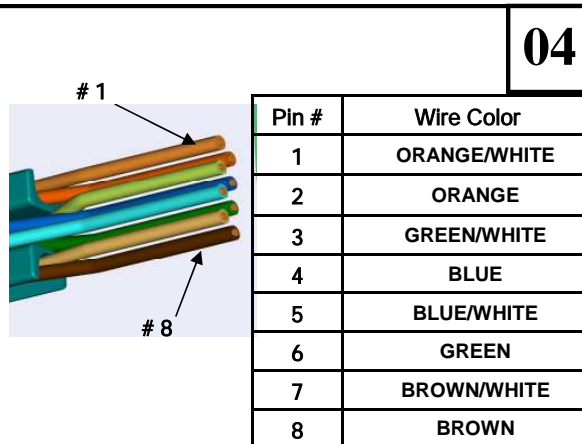 04
# 1
Pin # Wire Color
1 ORANGE/WHITE
2 ORANGE
3 GREEN/WHITE
4 BLUE
5 BLUE/WHITE
6 GREEN
7 BROWN/WHITE
8 BROWN
# 8